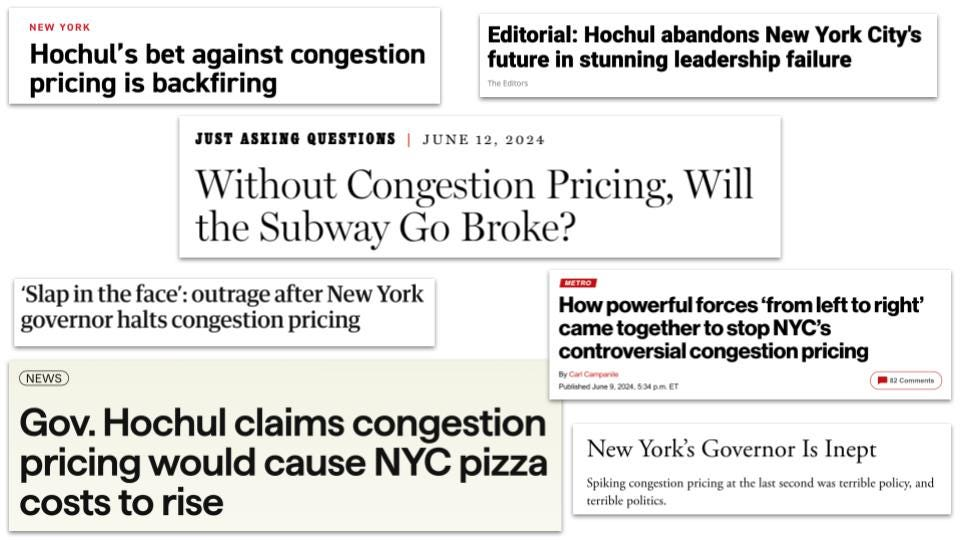 NEW YORK
Hochul's bet against congestion
pricing is backfiring
Editorial: Hochul abandons New York City's
future in stunning leadership failure
The Editors
JUST ASKING QUESTIONS | JUNE 12, 2024
Without Congestion Pricing, Will
the Subway Go Broke?
‘Slap in the face’: outrage after New York
governor halts congestion pricing
METRO
How powerful forces ‘from left to right’
came together to stop NYC’s
controversial congestion pricing
By Carl Campanile
Published June 9, 2024, 5:34 p.m. ET
82 Comments
NEWS
Gov. Hochul claims congestion
pricing would cause NYC pizza
costs to rise
New York’s Governor Is Inept
Spiking congestion pricing at the last second was terrible policy, and
terrible politics.